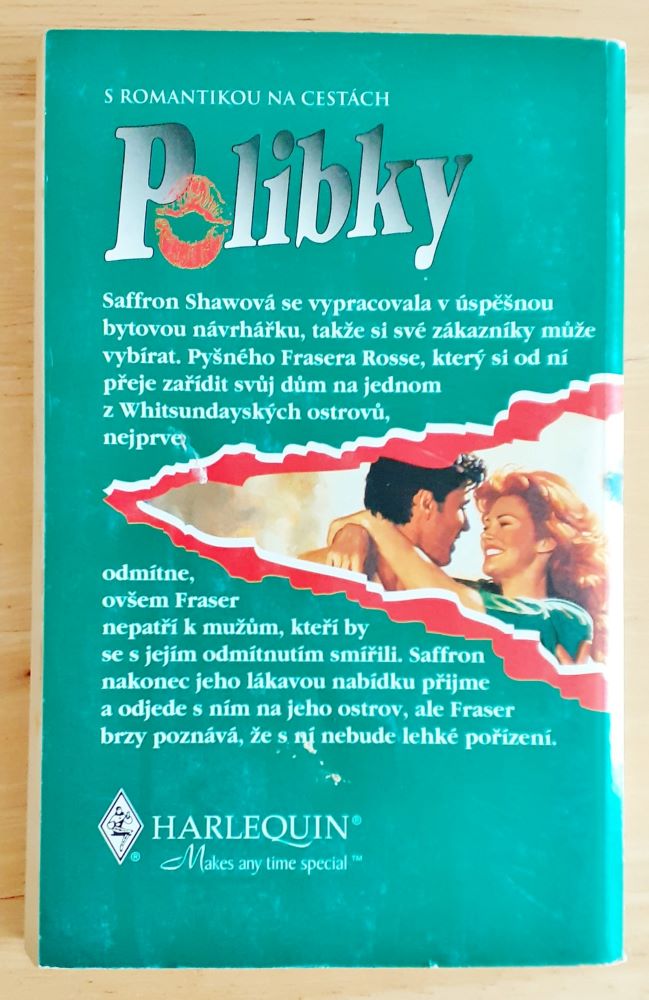 S ROMANTIKOU NA CESTÁCH
Polibky
Saffron Shawová se vypracovala v úspěšnou
bytovou návrhářku, takže si své zákazníky může
vybírat. Pyšného Frasera Rosse, který si od ní
přeje zařídit svůj dům na jednom
z Whitsundayských ostrovů,
nejprve
odmítne,
ovšem Fraser
nepatří k mužům, kteří by
se s jejím odmítnutím smířili. Saffron
nakonec jeho lákavou nabídku přijme
a odjede s ním na jeho ostrov, ale Fraser
brzy poznává, že s ní nebude lehké pořízení.
HARLEQUIN®
®
Makes any time special™